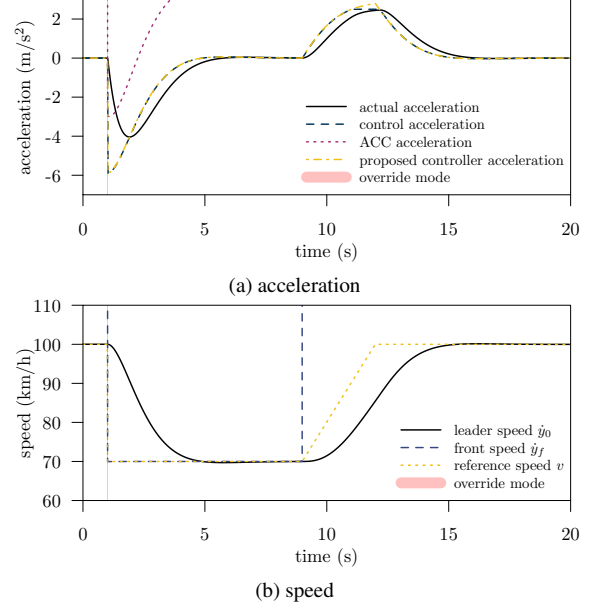 acceleration (m/s²)
0
-2
-4
-6
actual acceleration
control acceleration
ACC acceleration
proposed controller acceleration
override mode
0 5 10 15 20
time (s)
(a) acceleration
speed (km/h)
110
100
90
80
70
60
leader speed ẏ₀
front speed ẏ_f
reference speed v
override mode
0 5 10 15 20
time (s)
(b) speed